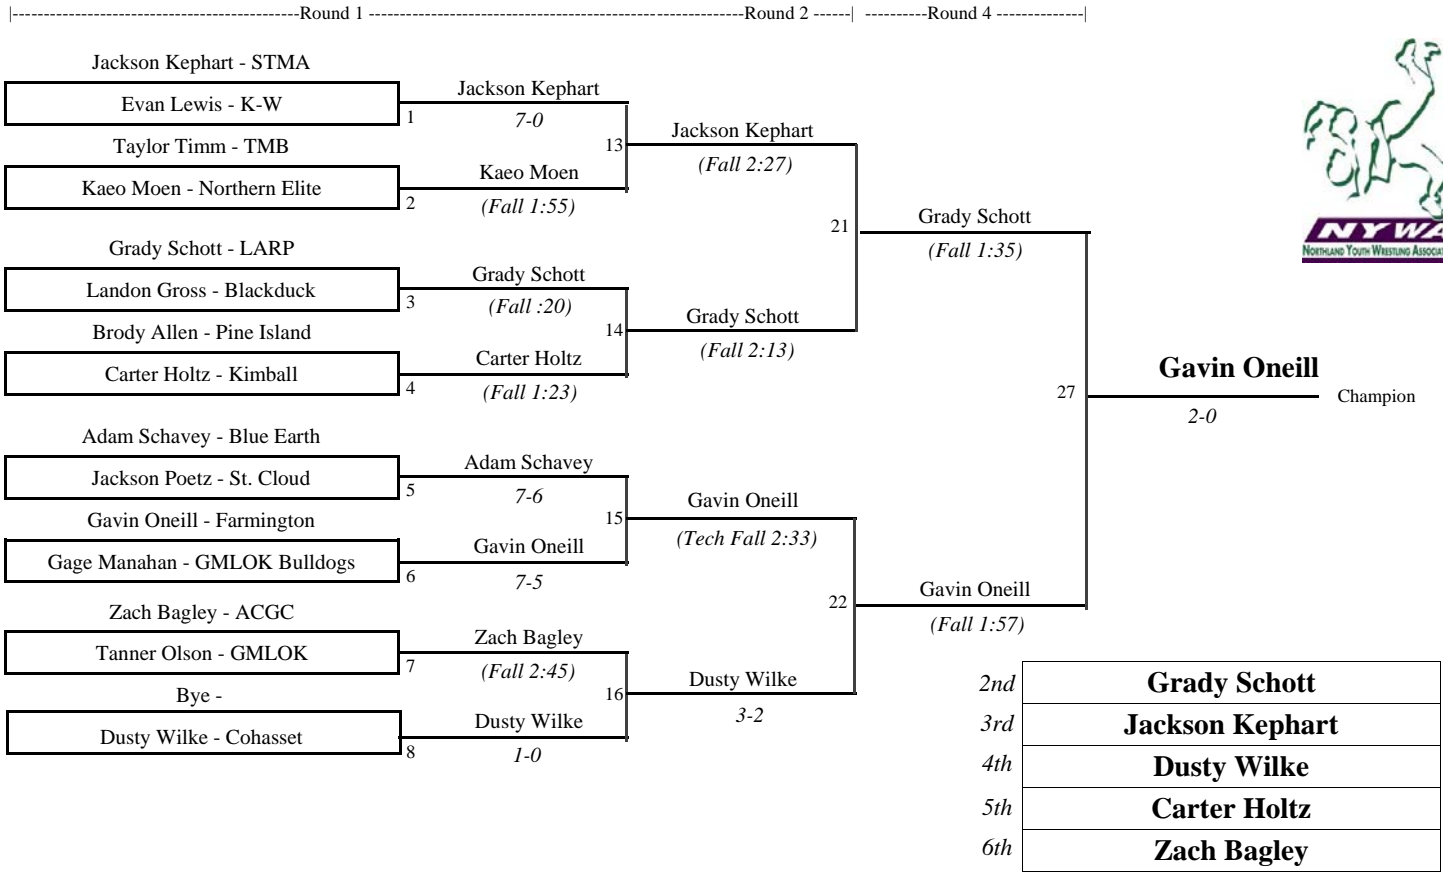 |----------------------------------------------Round 1 ------------------------------------------------------------Round 2 ------| ----------Round 4 --------------|
Jackson Kephart - STMA
Evan Lewis - K-W
1
Jackson Kephart
7-0
Taylor Timm - TMB
Kaeo Moen - Northern Elite
2
Kaeo Moen
(Fall 1:55)
13
Jackson Kephart
(Fall 2:27)
Grady Schott - LARP
Landon Gross - Blackduck
3
Grady Schott
(Fall :20)
Brody Allen - Pine Island
Carter Holtz - Kimball
4
Carter Holtz
(Fall 1:23)
14
Grady Schott
(Fall 2:13)
21
Grady Schott
(Fall 1:35)
Adam Schavey - Blue Earth
Jackson Poetz - St. Cloud
5
Adam Schavey
7-6
Gavin Oneill - Farmington
Gage Manahan - GMLOK Bulldogs
6
Gavin Oneill
7-5
15
Gavin Oneill
(Tech Fall 2:33)
Zach Bagley - ACGC
Tanner Olson - GMLOK
7
Zach Bagley
(Fall 2:45)
Bye -
Dusty Wilke - Cohasset
8
Dusty Wilke
1-0
16
Dusty Wilke
3-2
22
Gavin Oneill
(Fall 1:57)
27
Gavin Oneill
2-0
Champion
NYWA
Northland Youth Wrestling Associat
2nd Grady Schott
3rd Jackson Kephart
4th Dusty Wilke
5th Carter Holtz
6th Zach Bagley